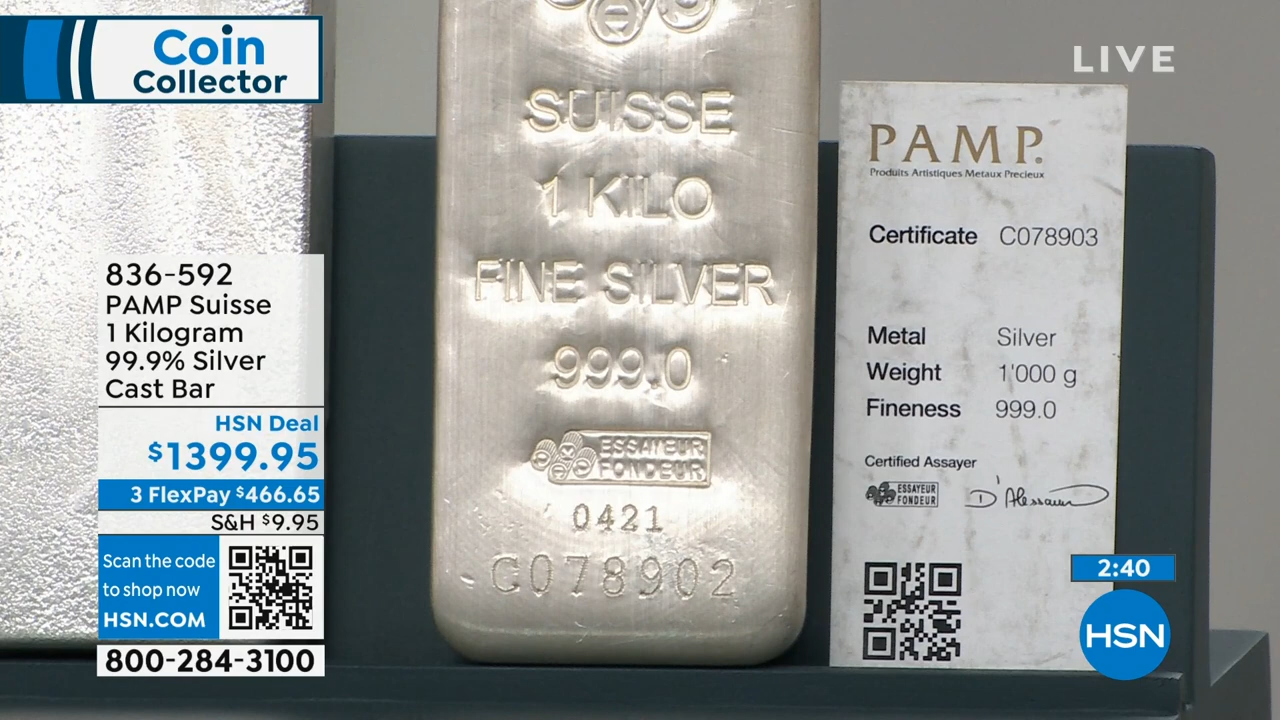 Coin
Collector
LIVE
836-592
PAMP Suisse
1 Kilogram
99.9% Silver
Cast Bar
HSN Deal
$1399.95
3 FlexPay $466.65
S&H $9.95
Scan the code
to shop now
HSN.COM
800-284-3100
SUISSE
1 KILO
FINE SILVER
999.0
ESSAYEUR
FONDEUR
0421
C078902
PAMP.
Produits Artistiques Metaux Precieux
Certificate C078903
Metal Silver
Weight 1'000 g
Fineness 999.0
Certified Assayer
ESSAYEUR
FONDEUR
2:40
HSN